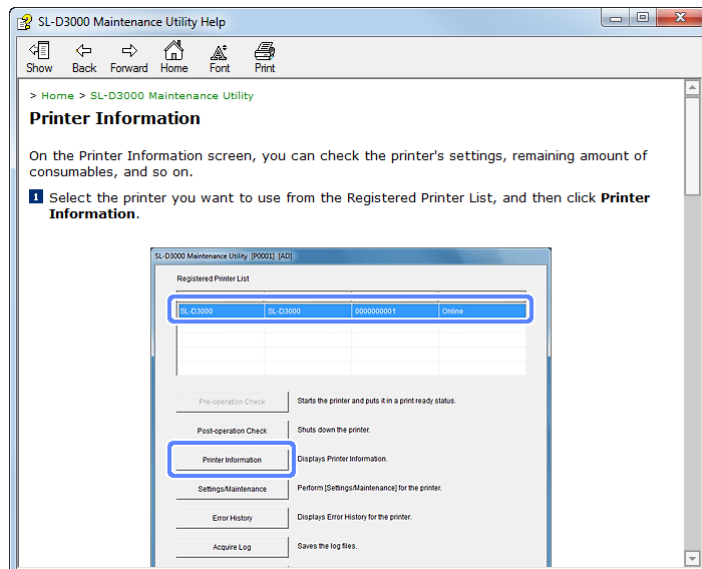 SL-D3000 Maintenance Utility Help
Show Back Forward Home Font Print
> Home > SL-D3000 Maintenance Utility
Printer Information
On the Printer Information screen, you can check the printer's settings, remaining amount of
consumables, and so on.
1 Select the printer you want to use from the Registered Printer List, and then click Printer
Information.
SL-D3000 Maintenance Utility [P0001] [AD]
Registered Printer List
SL-D3000 SL-D3000 0000000001 Online
Pre-operation Check Starts the printer and puts it in a print ready status.
Post-operation Check Shuts down the printer.
Printer Information Displays Printer Information.
Settings/Maintenance Perform [Settings/Maintenance] for the printer.
Error History Displays Error History for the printer.
Acquire Log Saves the log files.